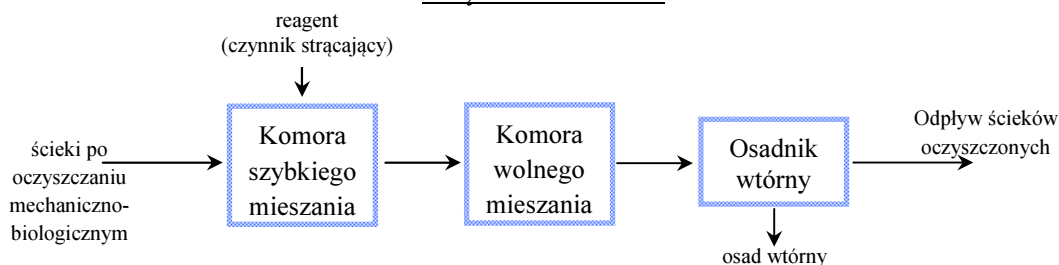 reagent
(czynnik strącający)
ścieki po
oczyszczaniu
mechaniczno-
biologicznym
Komora
szybkiego
mieszania
Komora
wolnego
mieszania
Osadnik
wtórny
Odpływ ścieków
oczyszczonych
osad wtórny